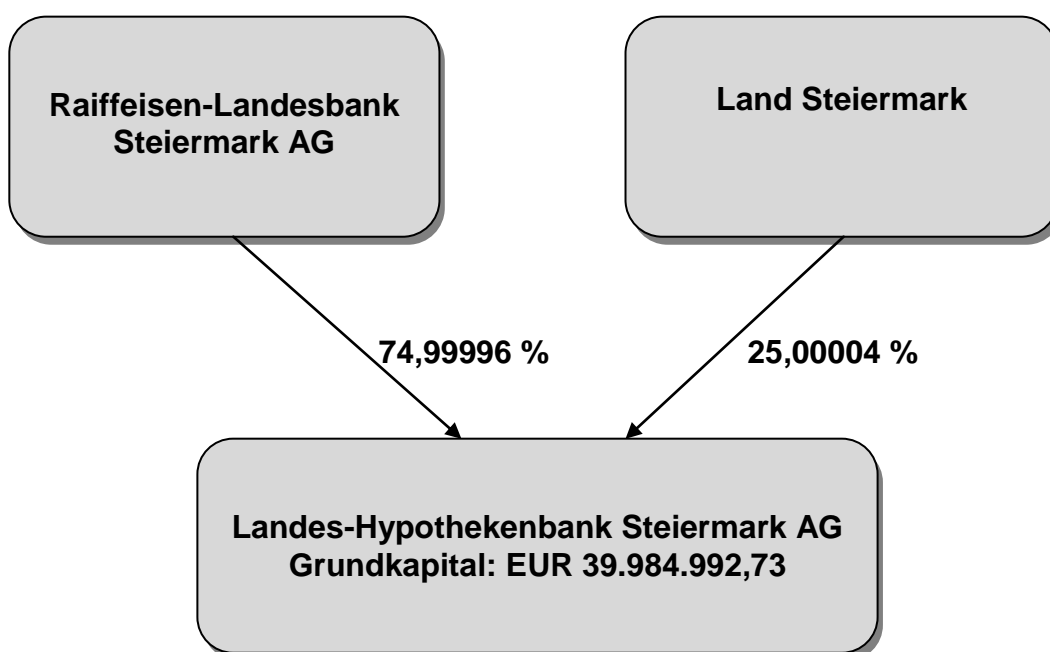 Raiffeisen-Landesbank
Steiermark AG
Land Steiermark
74,99996 %
25,00004 %
Landes-Hypothekenbank Steiermark AG
Grundkapital: EUR 39.984.992,73